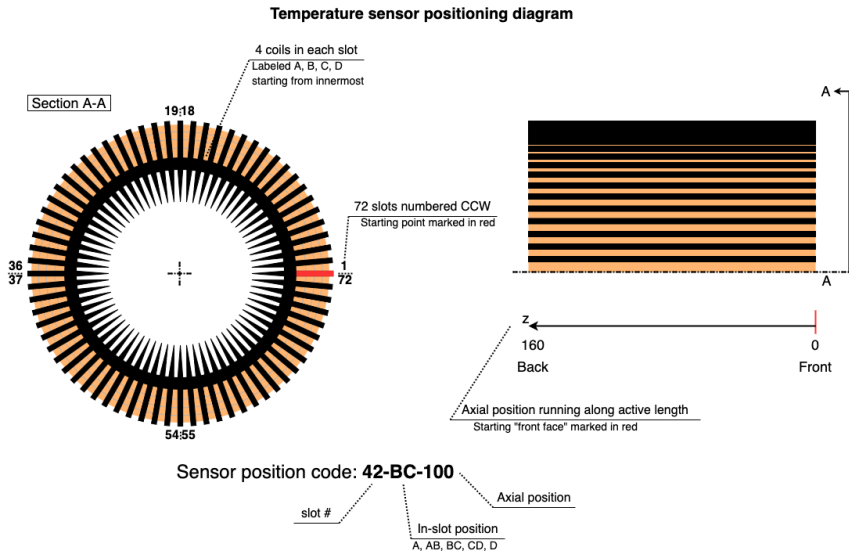 Temperature sensor positioning diagram
4 coils in each slot
Labeled A, B, C, D
starting from innermost
Section A-A
19 18
A
72 slots numbered CCW
Starting point marked in red
36
37
1
72
A
z
160
0
Back
Front
54 55
Axial position running along active length
Starting "front face" marked in red
Sensor position code: 42-BC-100
Axial position
slot #
In-slot position
A, AB, BC, CD, D